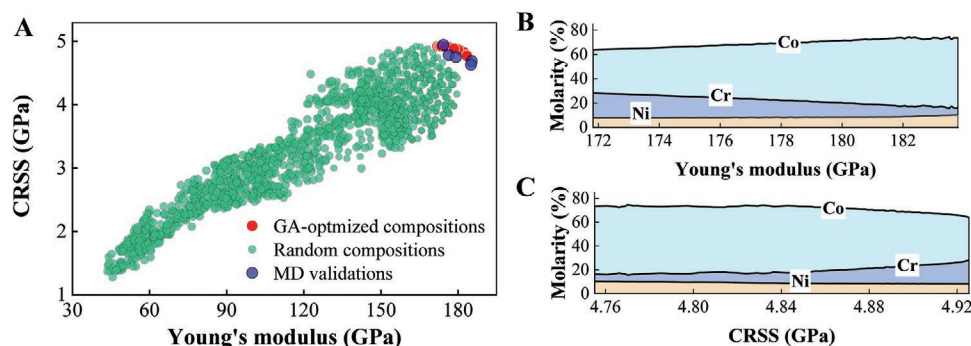 A
CRSS (GPa)
5
4
3
2
1
GA-optmized compositions
Random compositions
MD validations
30 60 90 120 150 180
Young's modulus (GPa)
B
Molarity (%)
80
60
40
20
0
Co
Cr
Ni
172 174 176 178 180 182
Young's modulus (GPa)
C
Molarity (%)
80
60
40
20
0
Co
Cr
Ni
4.76 4.80 4.84 4.88 4.92
CRSS (GPa)